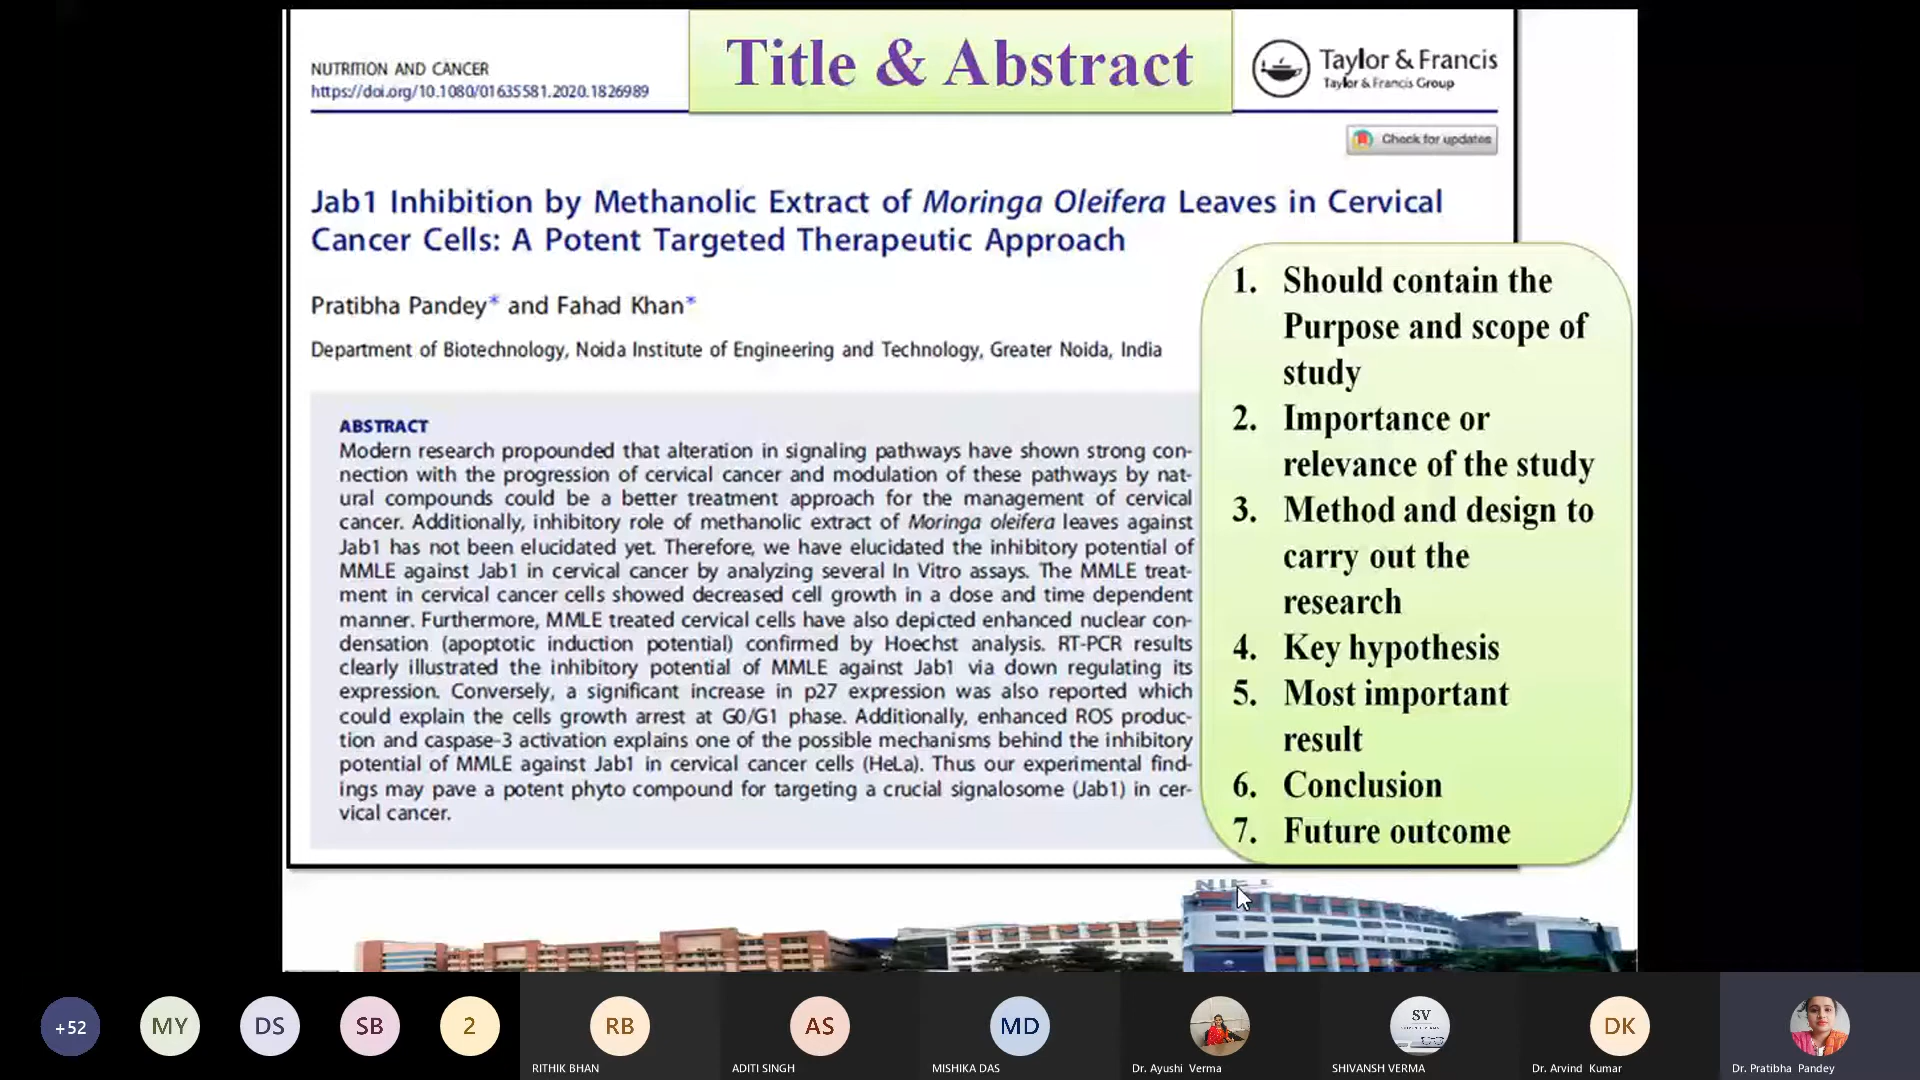 Title & Abstract
NUTRITION AND CANCER
https://doi.org/10.1080/01635581.2020.1826989
Taylor & Francis
Taylor & Francis Group
Check for updates
Jab1 Inhibition by Methanolic Extract of Moringa Oleifera Leaves in Cervical
Cancer Cells: A Potent Targeted Therapeutic Approach
Pratibha Pandey* and Fahad Khan*
Department of Biotechnology, Noida Institute of Engineering and Technology, Greater Noida, India
ABSTRACT
Modern research propounded that alteration in signaling pathways have shown strong con-
nection with the progression of cervical cancer and modulation of these pathways by nat-
ural compounds could be a better treatment approach for the management of cervical
cancer. Additionally, inhibitory role of methanolic extract of Moringa oleifera leaves against
Jab1 has not been elucidated yet. Therefore, we have elucidated the inhibitory potential of
MMLE against Jab1 in cervical cancer by analyzing several In Vitro assays. The MMLE treat-
ment in cervical cancer cells showed decreased cell growth in a dose and time dependent
manner. Furthermore, MMLE treated cervical cells have also depicted enhanced nuclear con-
densation (apoptotic induction potential) confirmed by Hoechst analysis. RT-PCR results
clearly illustrated the inhibitory potential of MMLE against Jab1 via down regulating its
expression. Conversely, a significant increase in p27 expression was also reported which
could explain the cells growth arrest at G0/G1 phase. Additionally, enhanced ROS produc-
tion and caspase-3 activation explains one of the possible mechanisms behind the inhibitory
potential of MMLE against Jab1 in cervical cancer cells (HeLa). Thus our experimental find-
ings may pave a potent phyto compound for targeting a crucial signalosome (Jab1) in cer-
vical cancer.
1. Should contain the
Purpose and scope of
study
2. Importance or
relevance of the study
3. Method and design to
carry out the
research
4. Key hypothesis
5. Most important
result
6. Conclusion
7. Future outcome
+52
MY
DS
SB
2
RB
AS
MD
SV
DK
RITHIK BHAN
ADITI SINGH
MISHIKA DAS
Dr. Ayushi Verma
SHIVANSH VERMA
Dr. Arvind Kumar
Dr. Pratibha Pandey